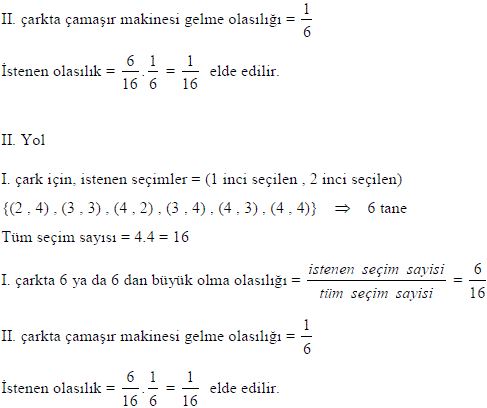 II. çarkta çamaşır makinesi gelme olasılığı = 1/6
İstenen olasılık = 6/16 . 1/6 = 1/16 elde edilir.
II. Yol
I. çark için, istenen seçimler = (1 inci seçilen , 2 inci seçilen)
{(2 , 4) , (3 , 3) , (4 , 2) , (3 , 4) , (4 , 3) , (4 , 4)} ⇒ 6 tane
Tüm seçim sayısı = 4.4 = 16
I. çarkta 6 ya da 6 dan büyük olma olasılığı = istenen seçim sayisi / tüm seçim sayisi = 6/16
II. çarkta çamaşır makinesi gelme olasılığı = 1/6
İstenen olasılık = 6/16 . 1/6 = 1/16 elde edilir.